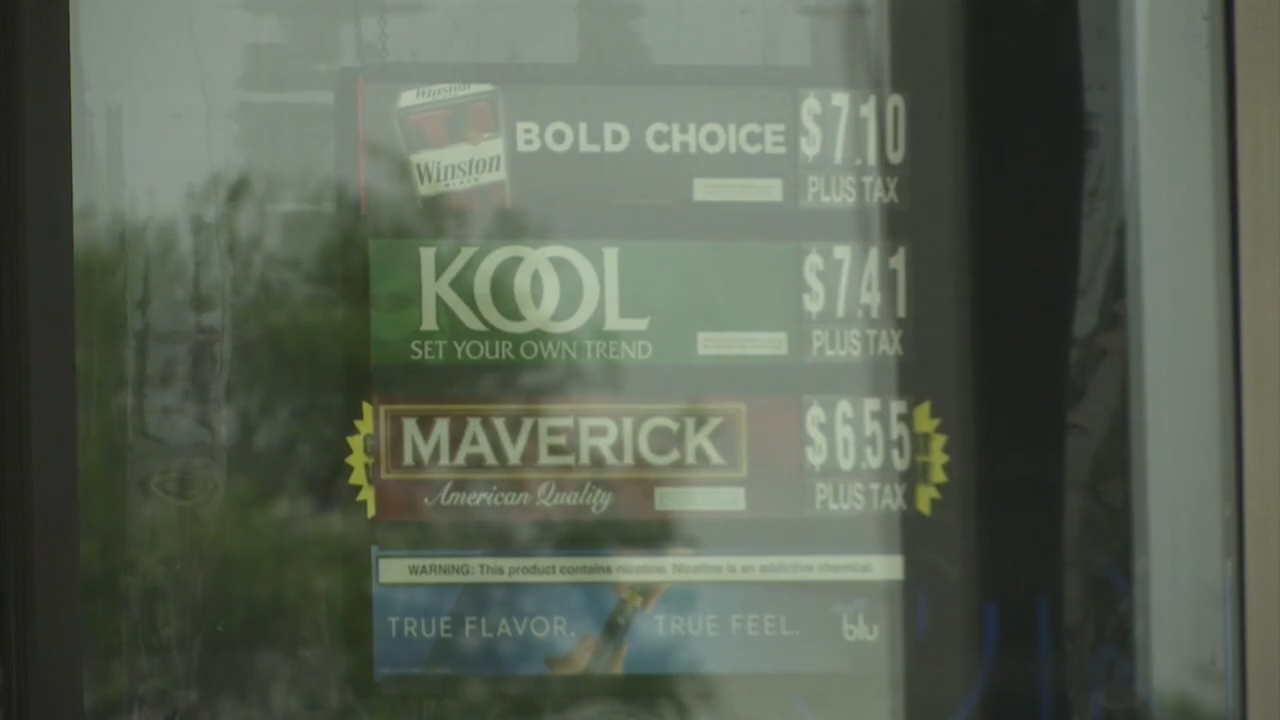 Winston
Winston
BLACK
BOLD CHOICE
$7.10
PLUS TAX
KOOL
SET YOUR OWN TREND
$7.41
PLUS TAX
MAVERICK
American Quality
$6.55
PLUS TAX
WARNING: This product contains nicotine. Nicotine is an addictive chemical.
TRUE FLAVOR. TRUE FEEL.
blu